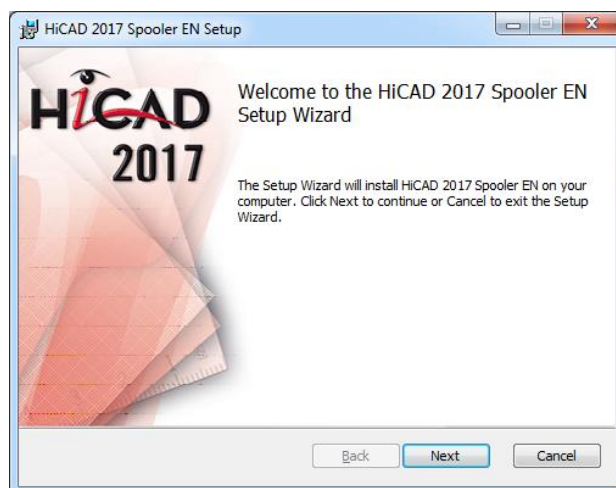 HiCAD 2017 Spooler EN Setup
HiCAD
2017
Welcome to the HiCAD 2017 Spooler EN
Setup Wizard
The Setup Wizard will install HiCAD 2017 Spooler EN on your
computer. Click Next to continue or Cancel to exit the Setup
Wizard.
Back Next Cancel